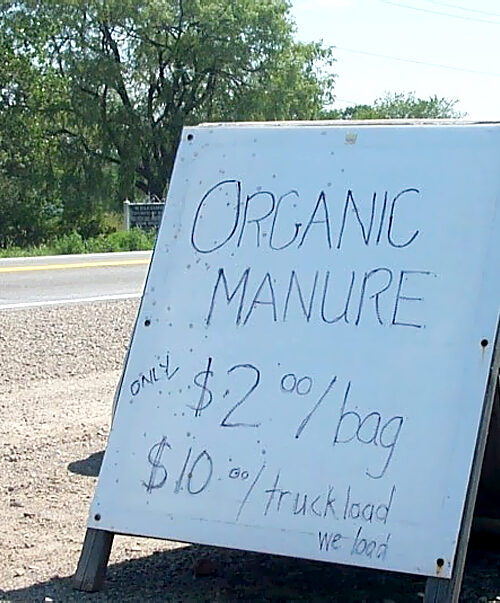 ORGANIC
MANURE
ONLY $2.00/bag
$10.00/truckload
we load